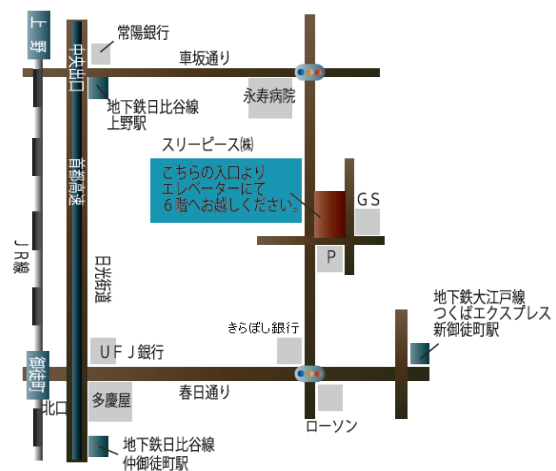 上野
常陽銀行
中央出口
車坂通り
地下鉄日比谷線
上野駅
永寿病院
スリーピース㈱
こちらの入口より
エレベーターにて
６階へお越しください。
首都高速
ＧＳ
Ｐ
ＪＲ線
日光街道
地下鉄大江戸線
つくばエクスプレス
新御徒町駅
きらぼし銀行
ＵＦＪ銀行
御徒町
春日通り
北口
多慶屋
ローソン
地下鉄日比谷線
仲御徒町駅